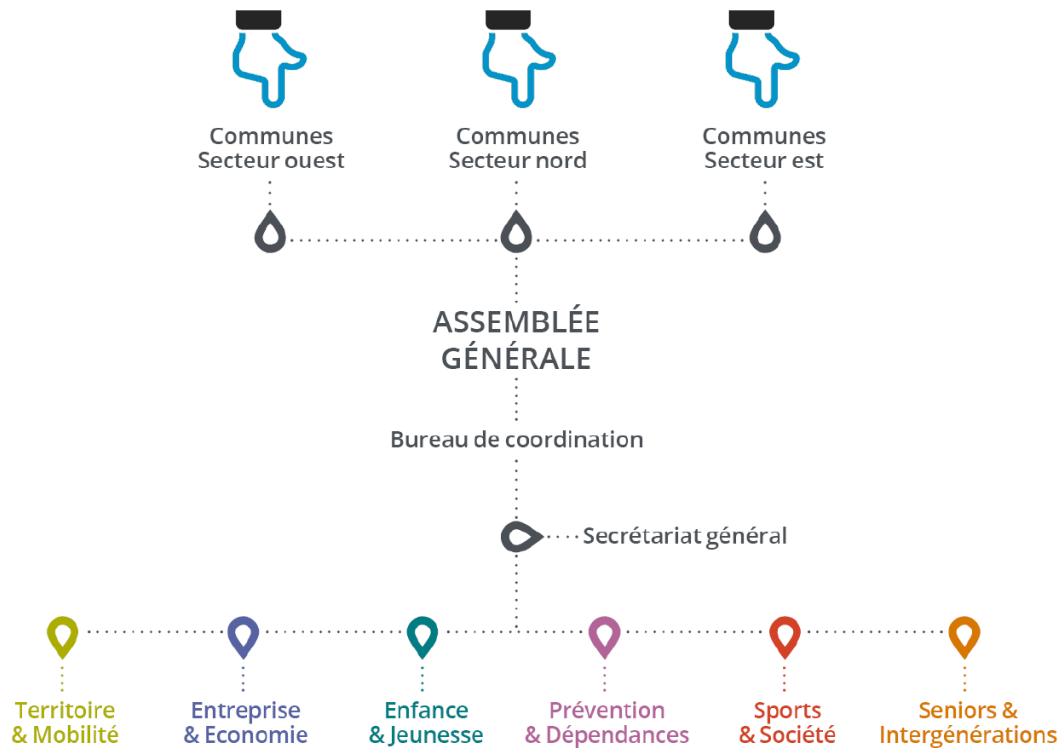 Communes
Secteur ouest
Communes
Secteur nord
Communes
Secteur est
ASSEMBLÉE
GÉNÉRALE
Bureau de coordination
Secrétariat général
Territoire
& Mobilité
Entreprise
& Economie
Enfance
& Jeunesse
Prévention
& Dépendances
Sports
& Société
Seniors &
Intergénérations